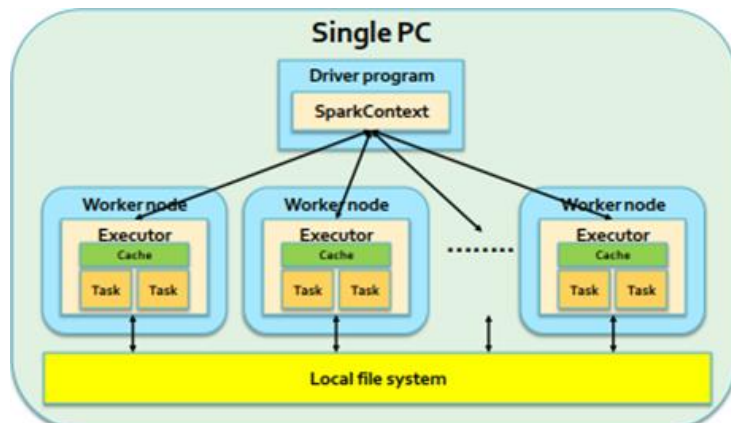 Single PC
Driver program
SparkContext
Worker node
Executor
Cache
Task Task
Worker node
Executor
Cache
Task Task
Worker node
Executor
Cache
Task Task
Local file system